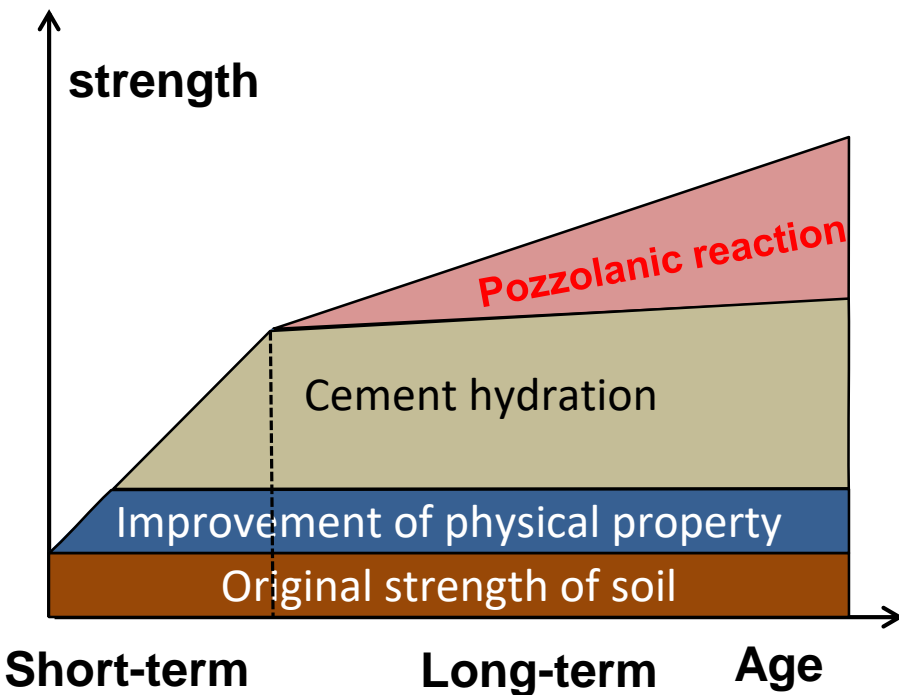 strength
Pozzolanic reaction
Cement hydration
Improvement of physical property
Original strength of soil
Short-term
Long-term
Age